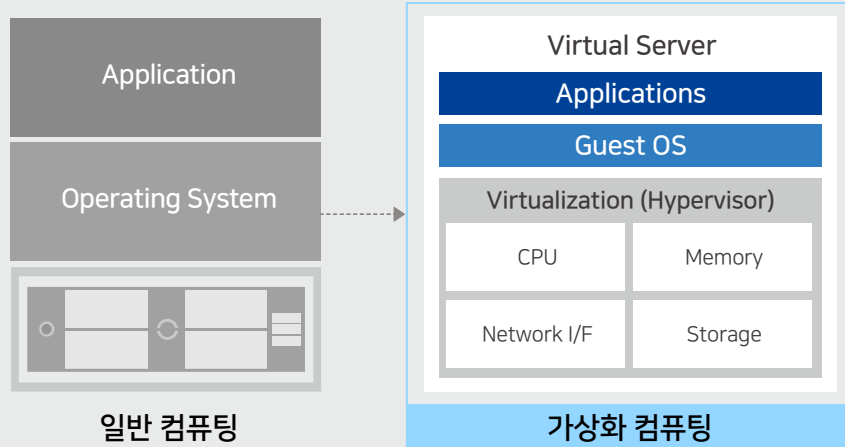 Application
Operating System
일반 컴퓨팅
Virtual Server
Applications
Guest OS
Virtualization (Hypervisor)
CPU
Memory
Network I/F
Storage
가상화 컴퓨팅